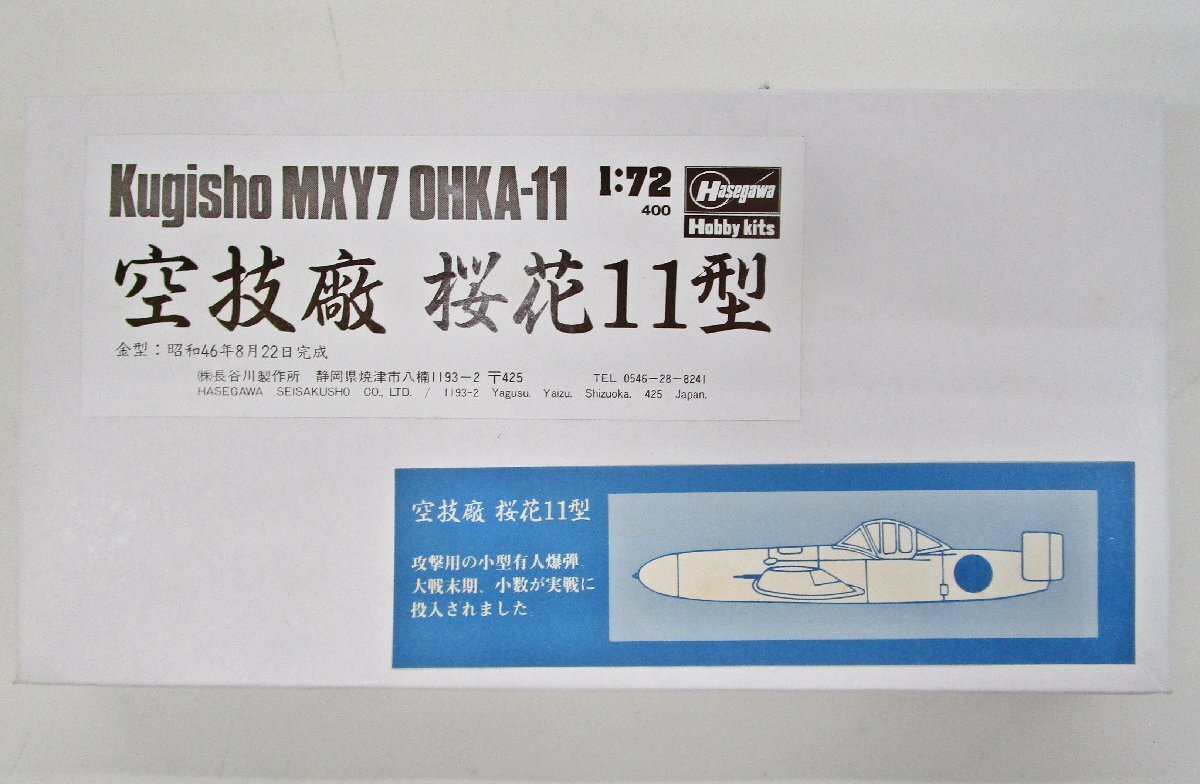 Kugisho MXY7 OHKA-11 1:72
400
Hasegawa
Hobby kits
空技廠 桜花11型
金型:昭和46年8月22日完成
㈱長谷川製作所 静岡県焼津市八楠1193-2 〒425 TEL 0546-28-8241
HASEGAWA SEISAKUSHO CO., LTD. / 1193-2 Yagusu. Yaizu. Shizuoka. 425 Japan.
空技廠 桜花11型
攻撃用の小型有人爆弾
大戦末期、小数が実戦に
投入されました